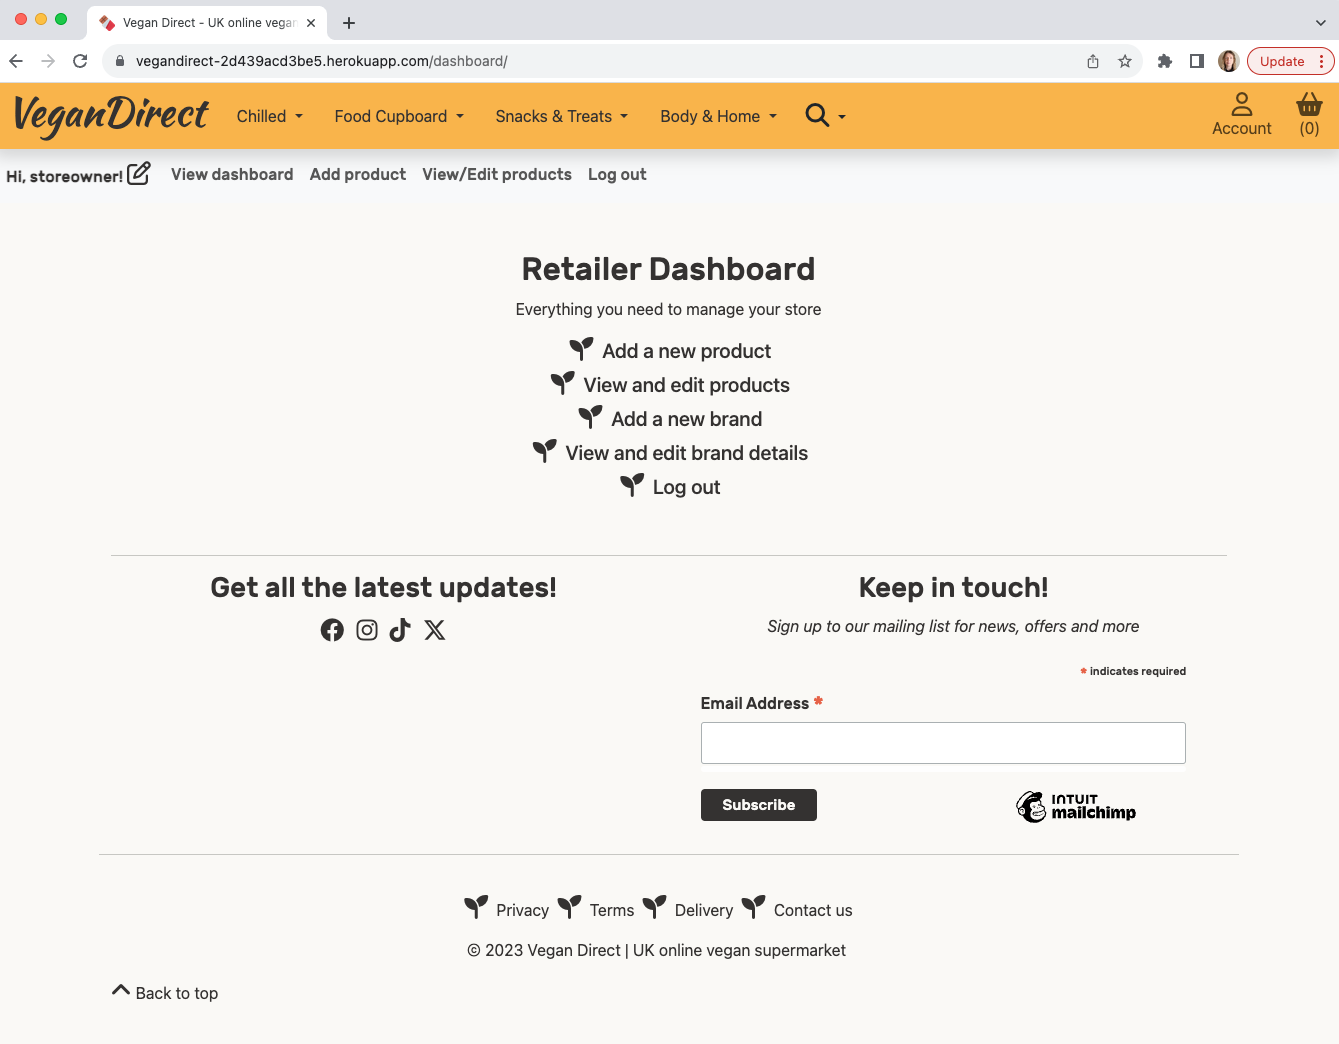 Vegan Direct - UK online vegan
vegandirect-2d439acd3be5.herokuapp.com/dashboard/
Update
VeganDirect
Chilled
Food Cupboard
Snacks & Treats
Body & Home
Account
(0)
Hi, storeowner!
View dashboard
Add product
View/Edit products
Log out
Retailer Dashboard
Everything you need to manage your store
Add a new product
View and edit products
Add a new brand
View and edit brand details
Log out
Get all the latest updates!
Keep in touch!
Sign up to our mailing list for news, offers and more
* indicates required
Email Address *
Subscribe
INTUIT
mailchimp
Privacy
Terms
Delivery
Contact us
© 2023 Vegan Direct | UK online vegan supermarket
Back to top